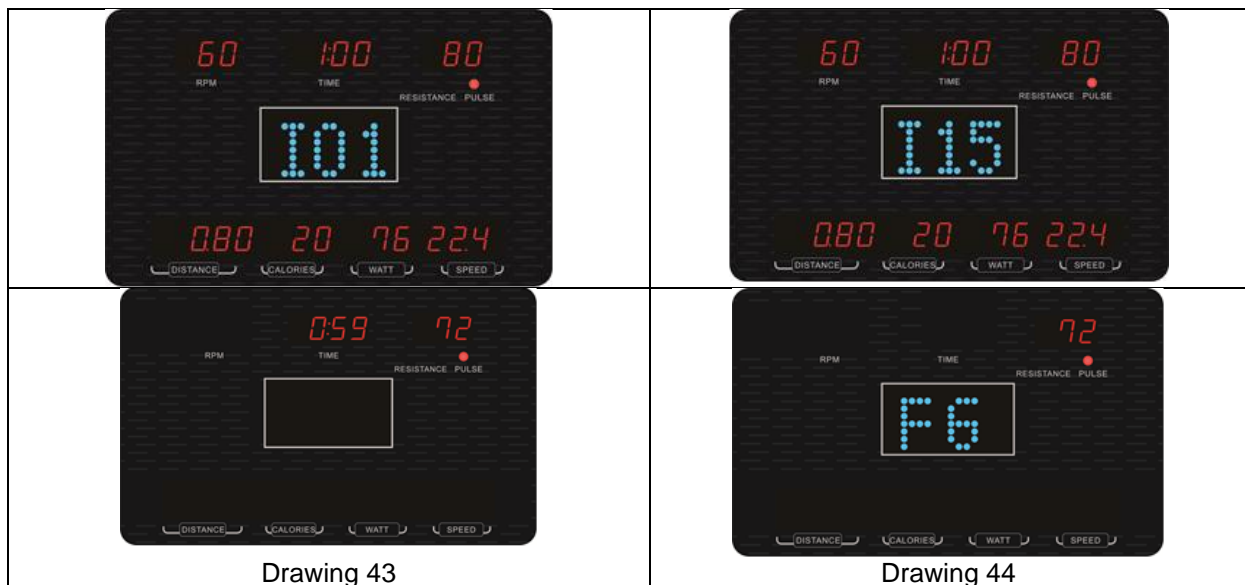 60 1:00 80
RPM TIME
RESISTANCE PULSE
I01
0.80 20 76 22.4
DISTANCE CALORIES WATT SPEED
60 1:00 80
RPM TIME
RESISTANCE PULSE
I15
0.80 20 76 22.4
DISTANCE CALORIES WATT SPEED
0:59 72
RPM TIME
RESISTANCE PULSE
DISTANCE CALORIES WATT SPEED
Drawing 43
72
RPM TIME
RESISTANCE PULSE
F6
DISTANCE CALORIES WATT SPEED
Drawing 44